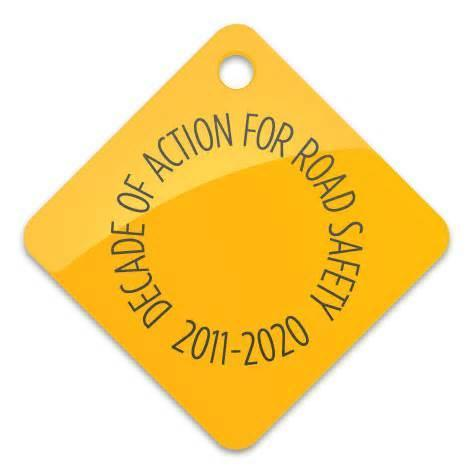 DECADE OF ACTION FOR ROAD SAFETY
2011-2020